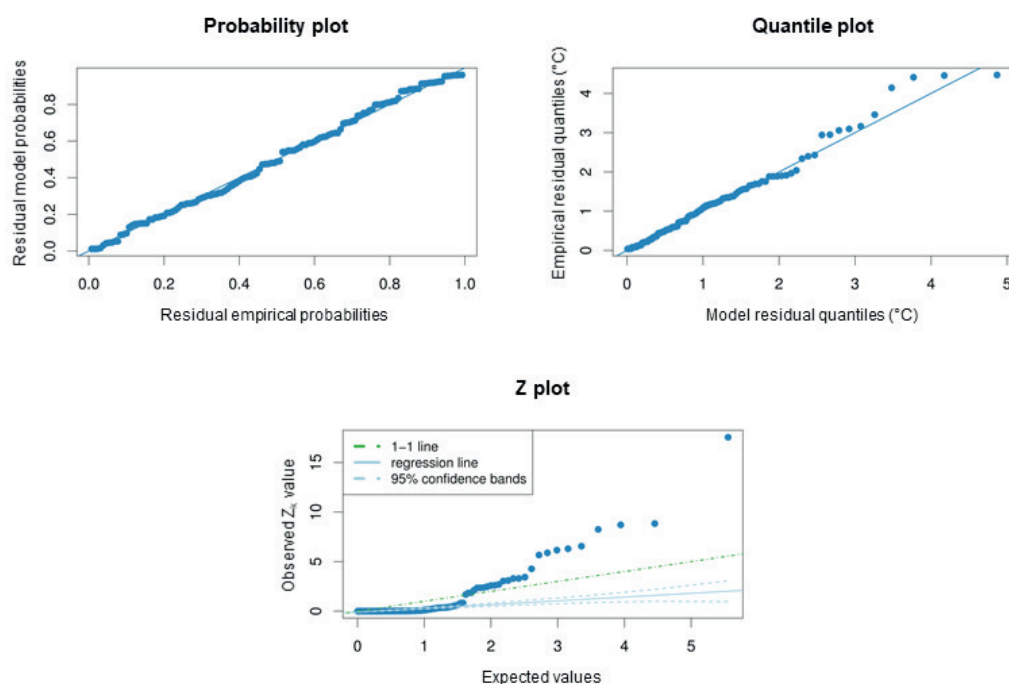 Probability plot
Residual model probabilities
0.0 0.2 0.4 0.6 0.8
0.0 0.2 0.4 0.6 0.8 1.0
Residual empirical probabilities
Quantile plot
Empirical residual quantiles (°C)
0 1 2 3 4
0 1 2 3 4 5
Model residual quantiles (°C)
Z plot
1-1 line
regression line
95% confidence bands
Observed Zₖ value
0 5 10 15
0 1 2 3 4 5
Expected values